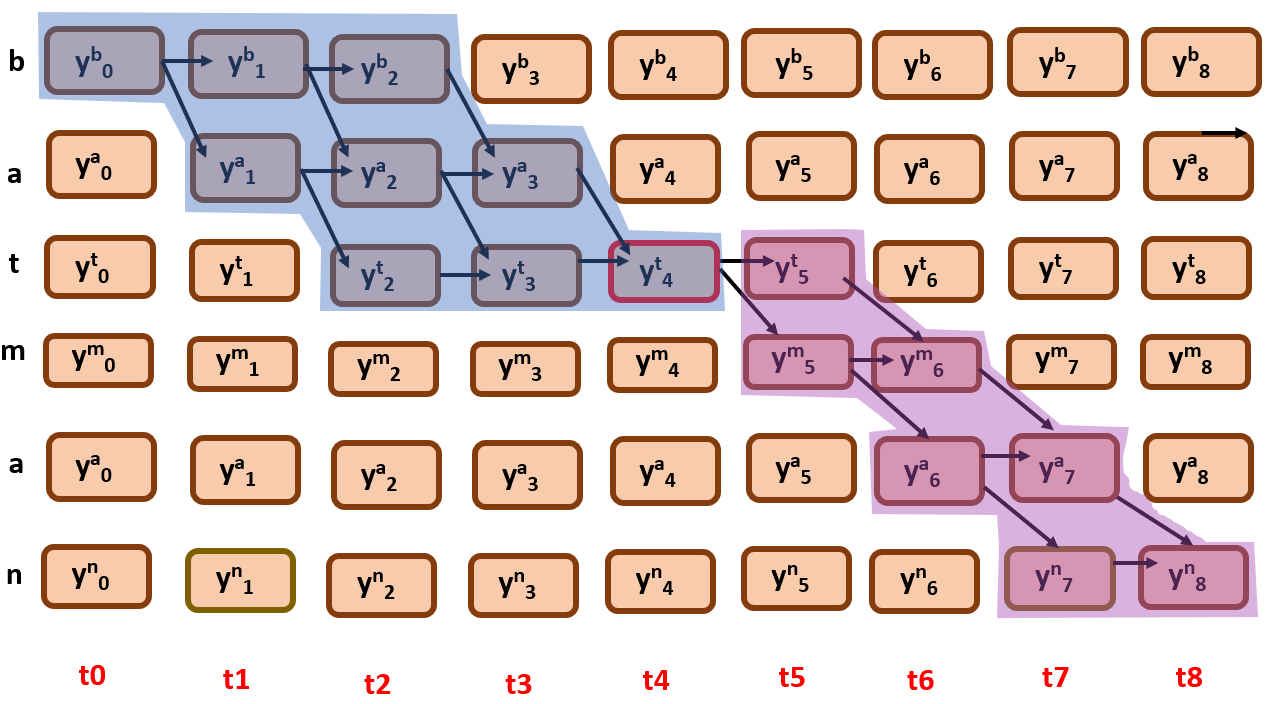 b y^b_0 y^b_1 y^b_2 y^b_3 y^b_4 y^b_5 y^b_6 y^b_7 y^b_8
a y^a_0 y^a_1 y^a_2 y^a_3 y^a_4 y^a_5 y^a_6 y^a_7 y^a_8
t y^t_0 y^t_1 y^t_2 y^t_3 y^t_4 y^t_5 y^t_6 y^t_7 y^t_8
m y^m_0 y^m_1 y^m_2 y^m_3 y^m_4 y^m_5 y^m_6 y^m_7 y^m_8
a y^a_0 y^a_1 y^a_2 y^a_3 y^a_4 y^a_5 y^a_6 y^a_7 y^a_8
n y^n_0 y^n_1 y^n_2 y^n_3 y^n_4 y^n_5 y^n_6 y^n_7 y^n_8
t0 t1 t2 t3 t4 t5 t6 t7 t8